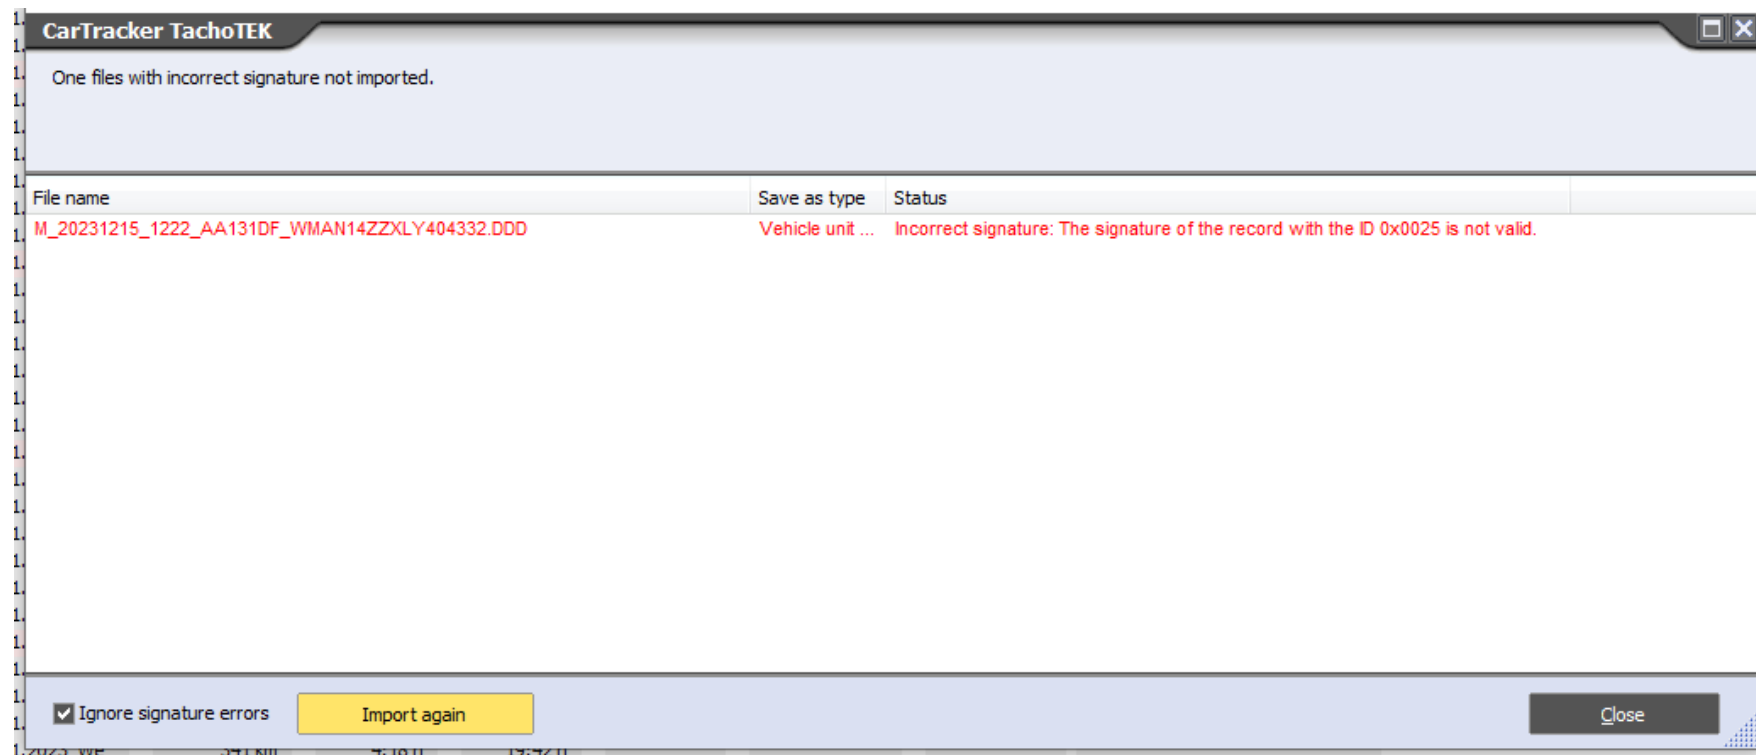 CarTracker TachoTEK
One files with incorrect signature not imported.
File name Save as type Status
M_20231215_1222_AA131DF_WMAN14ZZXLY404332.DDD Vehicle unit ... Incorrect signature: The signature of the record with the ID 0x0025 is not valid.
Ignore signature errors Import again Close